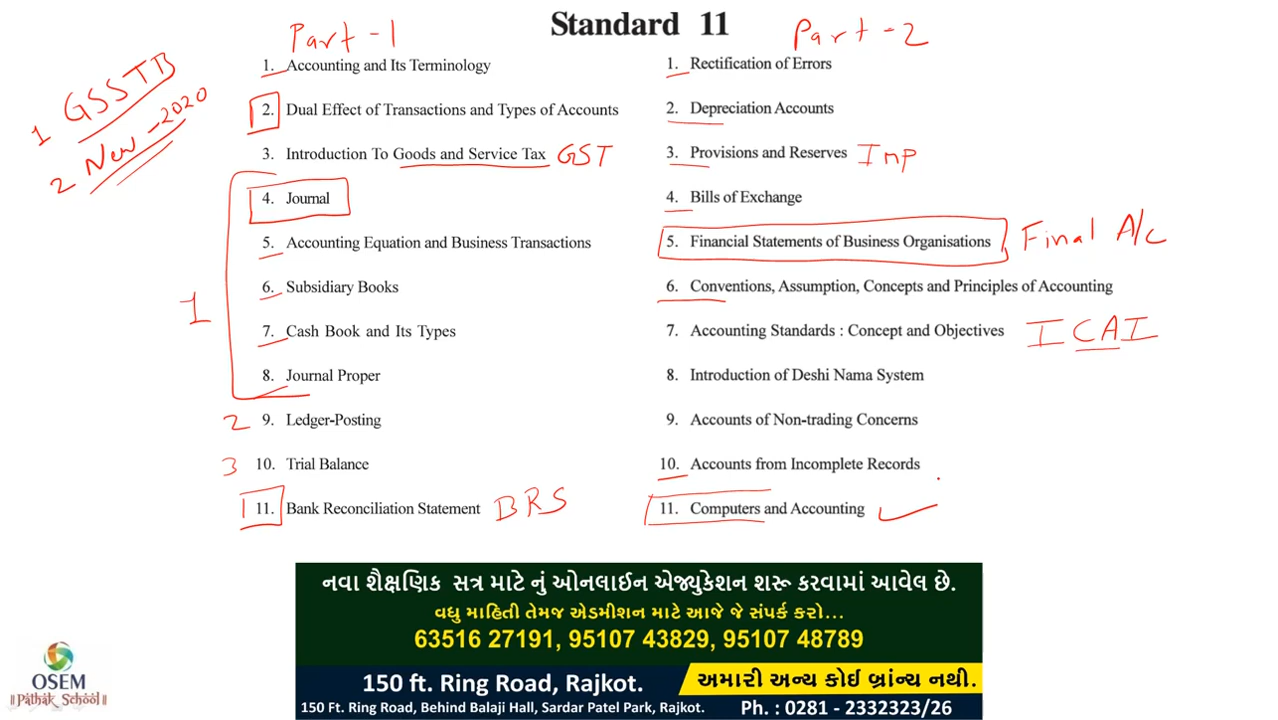 Standard 11
Part-1
Part-2
1 GSSTB
2 New -2020
1. Accounting and Its Terminology
2. Dual Effect of Transactions and Types of Accounts
3. Introduction To Goods and Service Tax GST
4. Journal
5. Accounting Equation and Business Transactions
6. Subsidiary Books
1
7. Cash Book and Its Types
8. Journal Proper
2 9. Ledger-Posting
3 10. Trial Balance
11. Bank Reconciliation Statement BRS
1. Rectification of Errors
2. Depreciation Accounts
3. Provisions and Reserves Imp
4. Bills of Exchange
5. Financial Statements of Business Organisations Final A/c
6. Conventions, Assumption, Concepts and Principles of Accounting
7. Accounting Standards : Concept and Objectives ICAI
8. Introduction of Deshi Nama System
9. Accounts of Non-trading Concerns
10. Accounts from Incomplete Records
11. Computers and Accounting
નવા શૈક્ષણિક સત્ર માટે નું ઓનલાઈન એજ્યુકેશન શરૂ કરવામાં આવેલ છે.
વધુ માહિતી તેમજ એડમીશન માટે આજે જ સંપર્ક કરો...
63516 27191, 95107 43829, 95107 48789
150 ft. Ring Road, Rajkot.
અમારી અન્ય કોઈ બ્રાંન્ચ નથી.
150 Ft. Ring Road, Behind Balaji Hall, Sardar Patel Park, Rajkot.
Ph. : 0281 - 2332323/26
OSEM
॥ Pathak School ॥